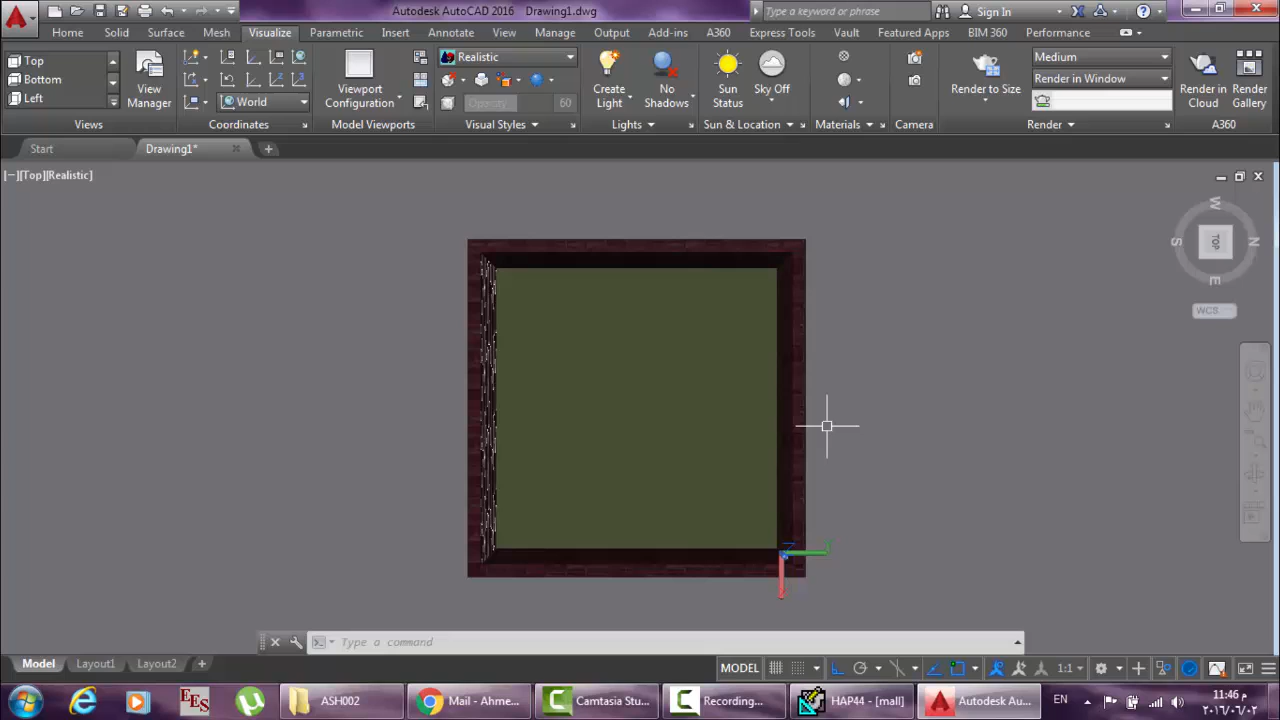 Autodesk AutoCAD 2016 Drawing1.dwg
Type a keyword or phrase
Sign In
Home Solid Surface Mesh Visualize Parametric Insert Annotate View Manage Output Add-ins A360 Express Tools Vault Featured Apps BIM 360 Performance
Top
Bottom
Left
View Manager
World
Viewport Configuration
Realistic
Opacity 60
Create Light
No Shadows
Sun Status
Sky Off
Render to Size
Medium
Render in Window
Render in Cloud
Render Gallery
Views Coordinates Model Viewports Visual Styles Lights Sun & Location Materials Camera Render A360
Start Drawing1*
[−][Top][Realistic]
W
S TOP N
E
WCS
Type a command
Model Layout1 Layout2
MODEL 1:1
EES ASH002 Mail - Ahme... Camtasia Stu... Recording... HAP44 - [mall] Autodesk Au... EN
م 11:46
٢٠١٦/٠٦/٠٢